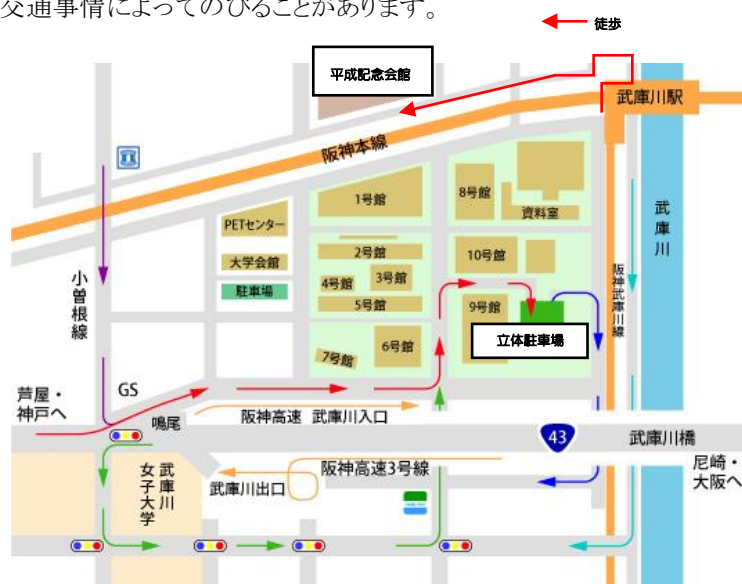 交通事情によってのびることがあります。
徒歩
平成記念会館
武庫川駅
阪神本線
1号館
8号館
資料室
PETセンター
武庫川
2号館
10号館
大学会館
小曽根線
4号館
3号館
阪神武庫川線
駐車場
5号館
9号館
立体駐車場
6号館
7号館
芦屋・
神戸へ
GS
鳴尾
阪神高速 武庫川入口
43
武庫川橋
尼崎・
大阪へ
武庫川
女子大学
阪神高速3号線
武庫川出口